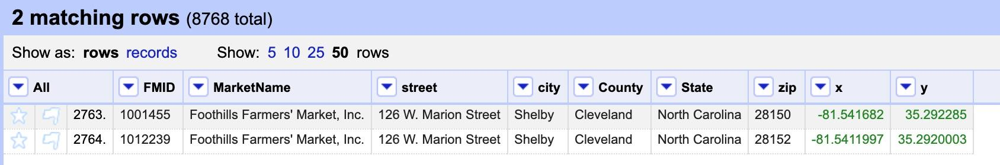 2 matching rows (8768 total)
Show as: rows records Show: 5 10 25 50 rows
All FMID MarketName street city County State zip x y
2763. 1001455 Foothills Farmers' Market, Inc. 126 W. Marion Street Shelby Cleveland North Carolina 28150 -81.541682 35.292285
2764. 1012239 Foothills Farmers' Market, Inc. 126 W. Marion Street Shelby Cleveland North Carolina 28152 -81.5411997 35.2920003